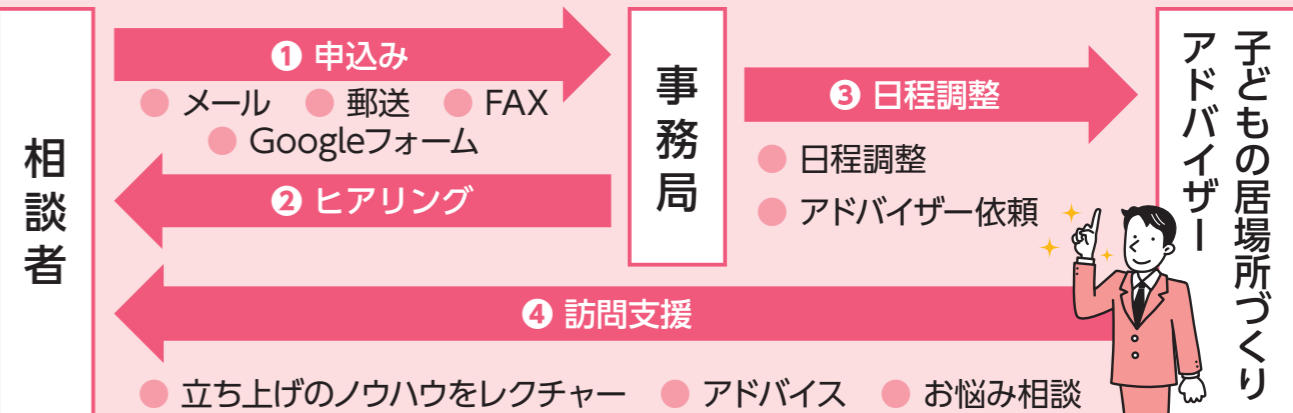 相談者
❶ 申込み
● メール ● 郵送 ● FAX
● Googleフォーム
❷ ヒアリング
事務局
❸ 日程調整
● 日程調整
● アドバイザー依頼
子どもの居場所づくり
アドバイザー
❹ 訪問支援
● 立ち上げのノウハウをレクチャー ● アドバイス ● お悩み相談